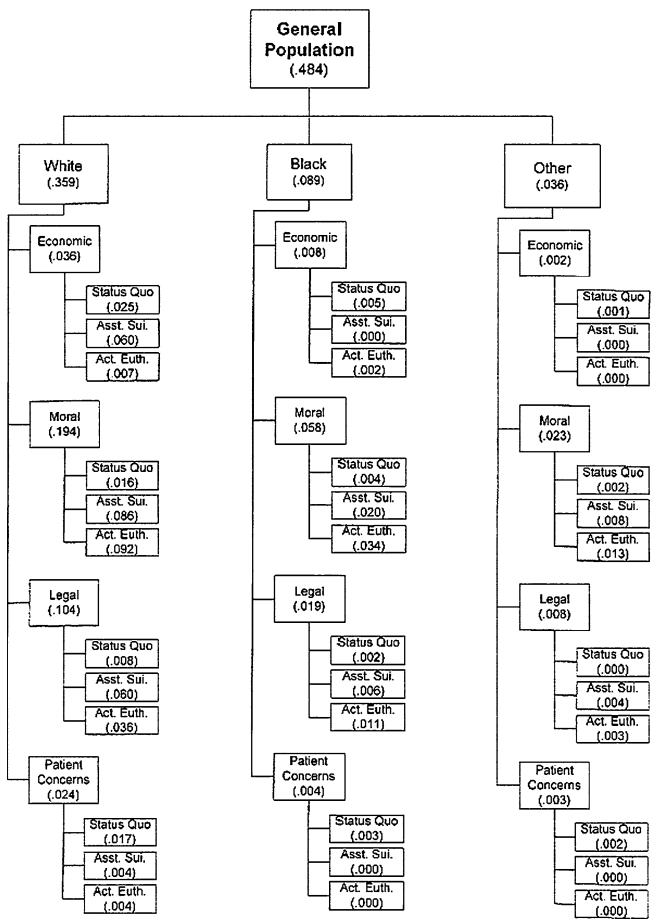 General
Population
(.484)
White
(.359)
Economic
(.036)
Status Quo
(.025)
Asst. Sui.
(.060)
Act. Euth.
(.007)
Moral
(.194)
Status Quo
(.016)
Asst. Sui.
(.086)
Act. Euth.
(.092)
Legal
(.104)
Status Quo
(.008)
Asst. Sui.
(.060)
Act. Euth.
(.036)
Patient
Concerns
(.024)
Status Quo
(.017)
Asst. Sui.
(.004)
Act. Euth.
(.004)
Black
(.089)
Economic
(.008)
Status Quo
(.005)
Asst. Sui.
(.000)
Act. Euth.
(.002)
Moral
(.058)
Status Quo
(.004)
Asst. Sui.
(.020)
Act. Euth.
(.034)
Legal
(.019)
Status Quo
(.002)
Asst. Sui.
(.006)
Act. Euth.
(.011)
Patient
Concerns
(.004)
Status Quo
(.003)
Asst. Sui.
(.000)
Act. Euth.
(.000)
Other
(.036)
Economic
(.002)
Status Quo
(.001)
Asst. Sui.
(.000)
Act. Euth.
(.000)
Moral
(.023)
Status Quo
(.002)
Asst. Sui.
(.008)
Act. Euth.
(.013)
Legal
(.008)
Status Quo
(.000)
Asst. Sui.
(.004)
Act. Euth.
(.003)
Patient
Concerns
(.003)
Status Quo
(.002)
Asst. Sui.
(.000)
Act. Euth.
(.000)